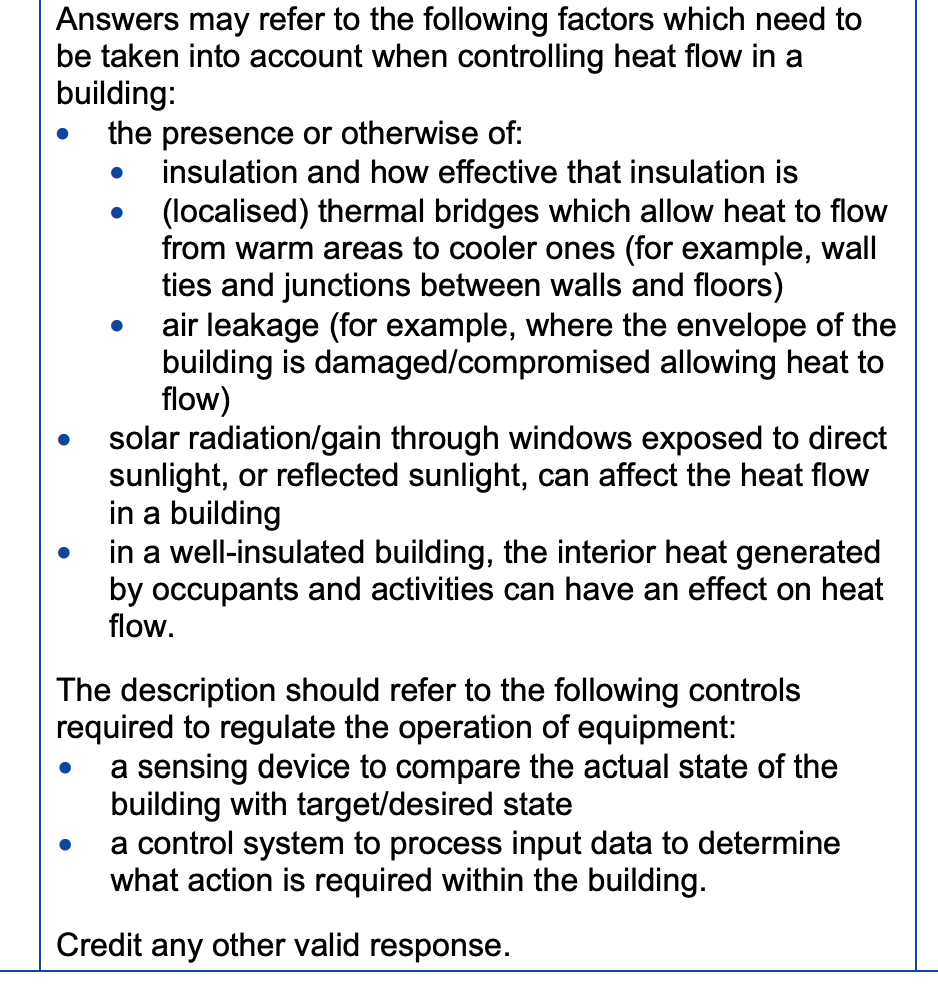 Answers may refer to the following factors which need to
be taken into account when controlling heat flow in a
building:
• the presence or otherwise of:
• insulation and how effective that insulation is
• (localised) thermal bridges which allow heat to flow
from warm areas to cooler ones (for example, wall
ties and junctions between walls and floors)
• air leakage (for example, where the envelope of the
building is damaged/compromised allowing heat to
flow)
• solar radiation/gain through windows exposed to direct
sunlight, or reflected sunlight, can affect the heat flow
in a building
• in a well-insulated building, the interior heat generated
by occupants and activities can have an effect on heat
flow.
The description should refer to the following controls
required to regulate the operation of equipment:
• a sensing device to compare the actual state of the
building with target/desired state
• a control system to process input data to determine
what action is required within the building.
Credit any other valid response.